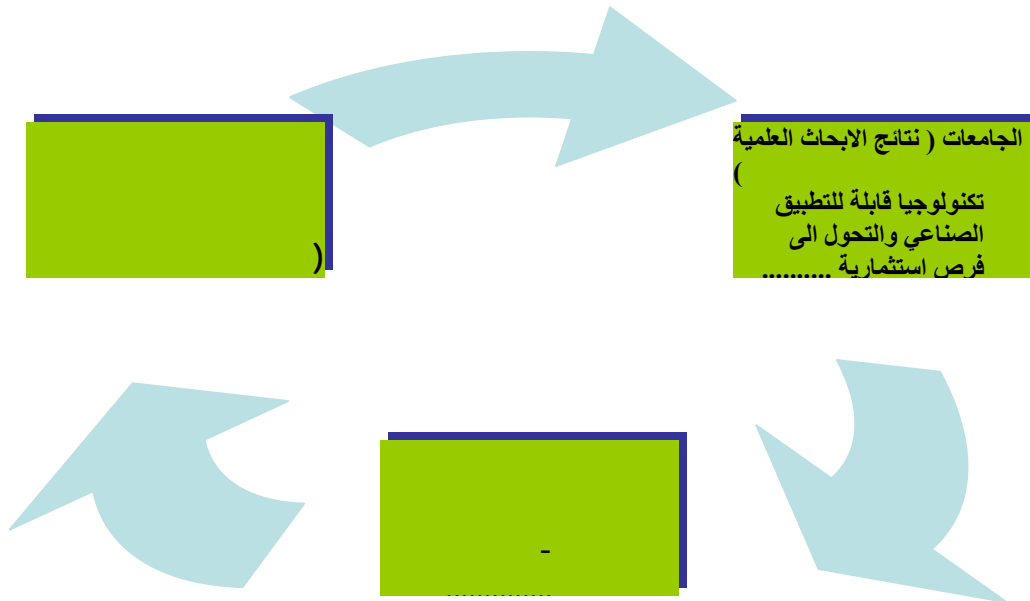 الجامعات ( نتائج الابحاث العلمية
)
تكنولوجيا قابلة للتطبيق
الصناعي والتحول الى
فرص استثمارية ..........
(
-
..............